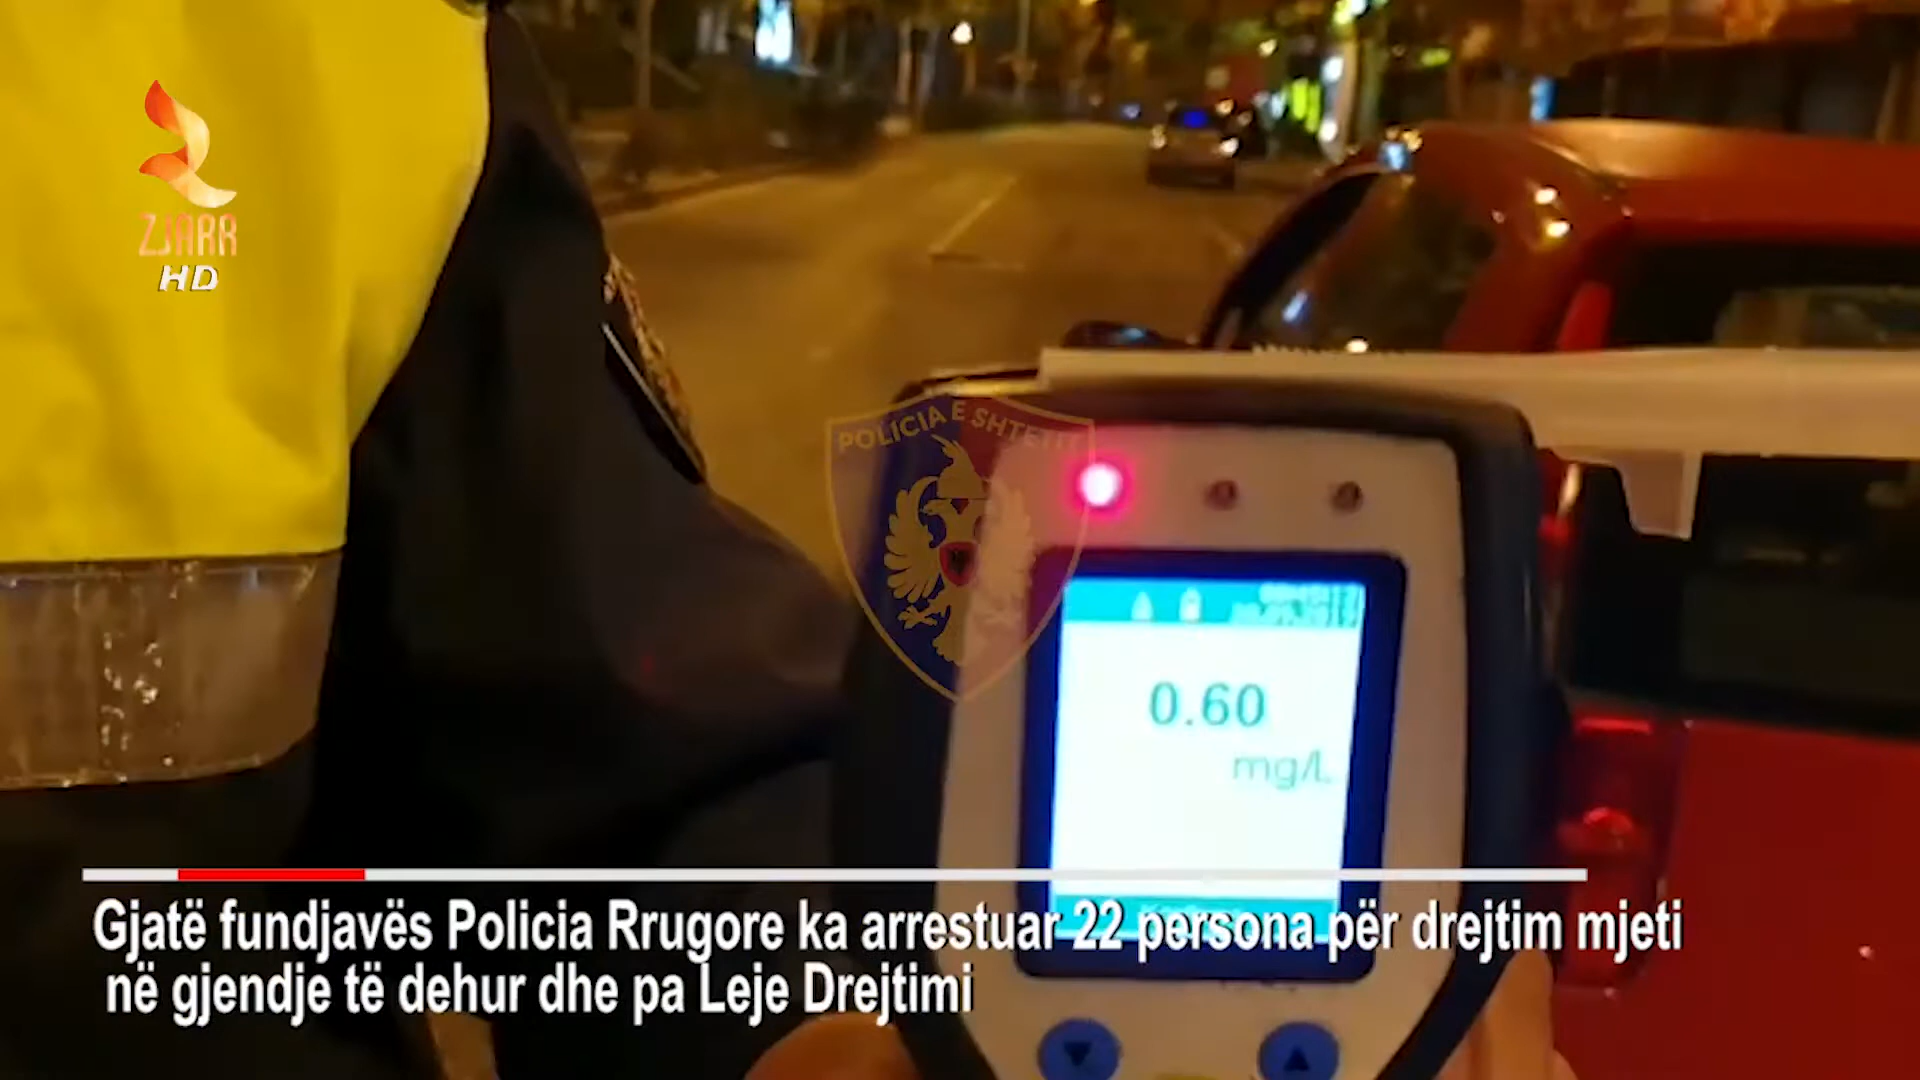 ZJARR
HD
POLICIA E SHTETIT
0.60
mg/L
Gjatë fundjavës Policia Rrugore ka arrestuar 22 persona për drejtim mjeti
në gjendje të dehur dhe pa Leje Drejtimi